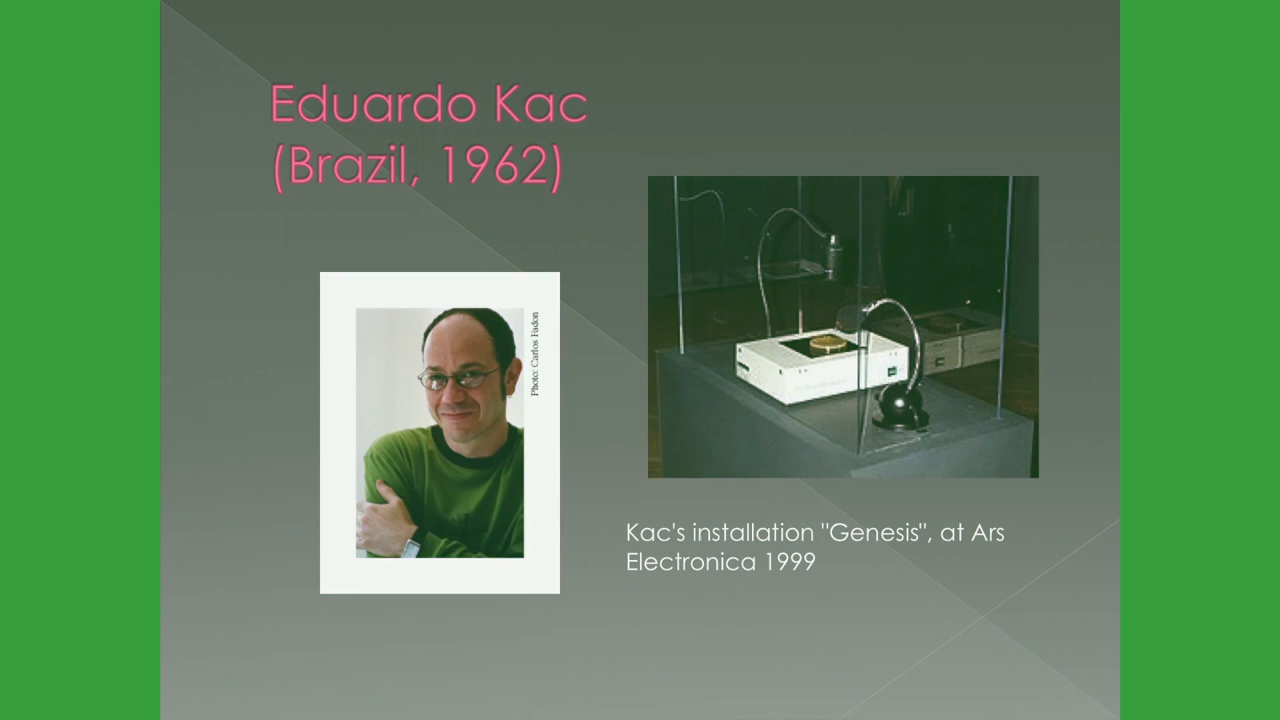 Eduardo Kac
(Brazil, 1962)
Photo: Carlos Fadon
Kac's installation "Genesis", at Ars
Electronica 1999